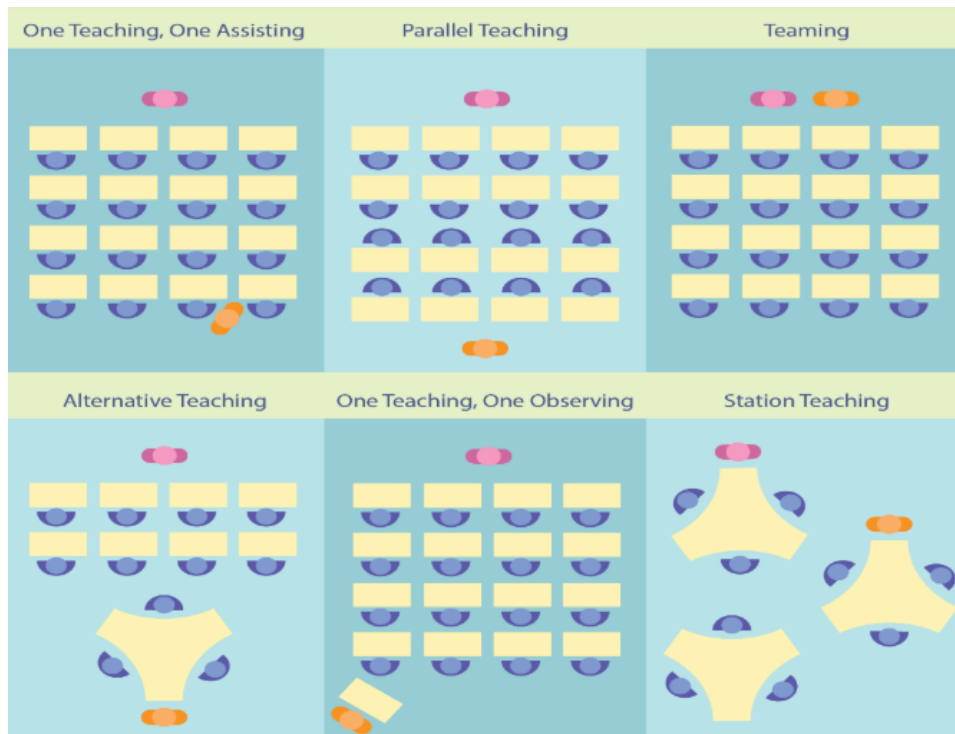 One Teaching, One Assisting
Parallel Teaching
Teaming
Alternative Teaching
One Teaching, One Observing
Station Teaching